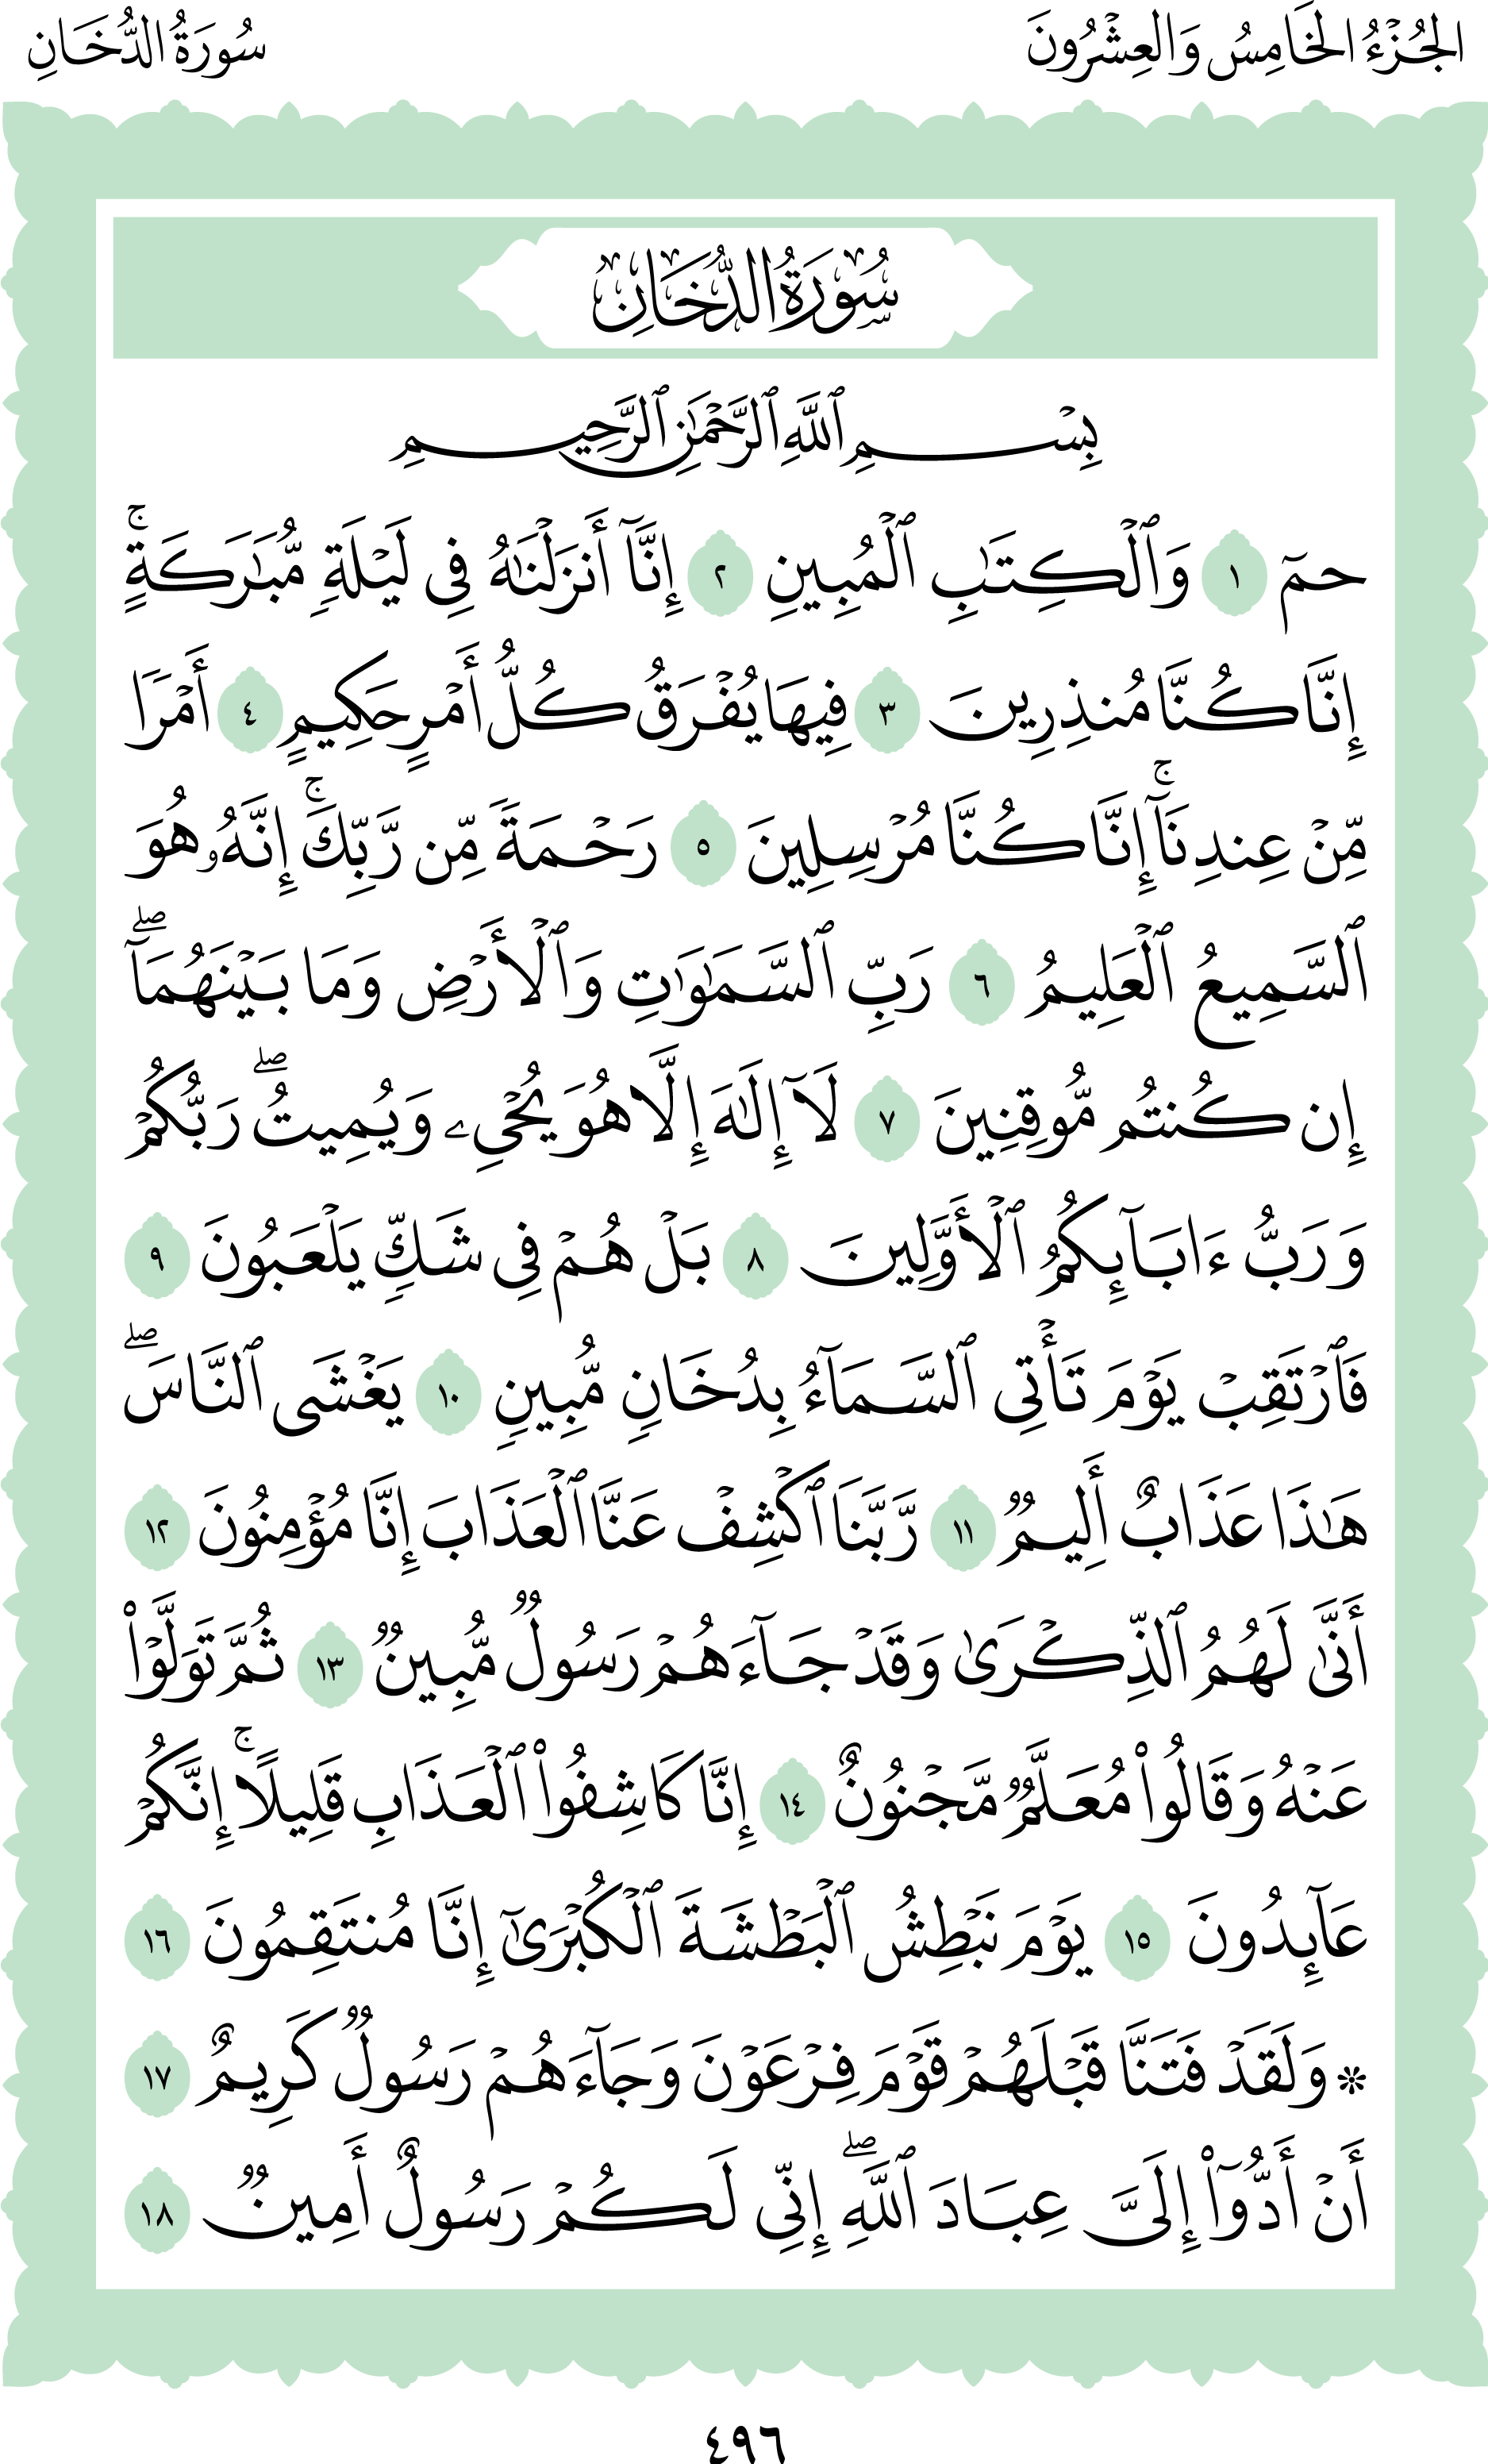 الجُزْءُ الخَامِسُ وَالعِشْرُونَ
سُورَةُ الدُّخَانِ
سُورَةُ الدُّخَانِ
بِسْمِ ٱللَّهِ ٱلرَّحْمَٰنِ ٱلرَّحِيمِ
حمٓ ١ وَٱلْكِتَٰبِ ٱلْمُبِينِ ٢ إِنَّآ أَنزَلْنَٰهُ فِى لَيْلَةٍ مُّبَٰرَكَةٍ ۚ
إِنَّا كُنَّا مُنذِرِينَ ٣ فِيهَا يُفْرَقُ كُلُّ أَمْرٍ حَكِيمٍ ٤ أَمْرًا
مِّنْ عِندِنَآ ۚ إِنَّا كُنَّا مُرْسِلِينَ ٥ رَحْمَةً مِّن رَّبِّكَ ۚ إِنَّهُۥ هُوَ
ٱلسَّمِيعُ ٱلْعَلِيمُ ٦ رَبِّ ٱلسَّمَٰوَٰتِ وَٱلْأَرْضِ وَمَا بَيْنَهُمَآ ۖ
إِن كُنتُم مُّوقِنِينَ ٧ لَآ إِلَٰهَ إِلَّا هُوَ يُحْىِۦ وَيُمِيتُ ۖ رَبُّكُمْ
وَرَبُّ ءَابَآئِكُمُ ٱلْأَوَّلِينَ ٨ بَلْ هُمْ فِى شَكٍّ يَلْعَبُونَ ٩
فَٱرْتَقِبْ يَوْمَ تَأْتِى ٱلسَّمَآءُ بِدُخَانٍ مُّبِينٍ ١٠ يَغْشَى ٱلنَّاسَ ۖ
هَٰذَا عَذَابٌ أَلِيمٌ ١١ رَّبَّنَا ٱكْشِفْ عَنَّا ٱلْعَذَابَ إِنَّا مُؤْمِنُونَ ١٢
أَنَّىٰ لَهُمُ ٱلذِّكْرَىٰ وَقَدْ جَآءَهُمْ رَسُولٌ مُّبِينٌ ١٣ ثُمَّ تَوَلَّوْا۟
عَنْهُ وَقَالُوا۟ مُعَلَّمٌ مَّجْنُونٌ ١٤ إِنَّا كَاشِفُوا۟ ٱلْعَذَابِ قَلِيلًا ۚ إِنَّكُمْ
عَآئِدُونَ ١٥ يَوْمَ نَبْطِشُ ٱلْبَطْشَةَ ٱلْكُبْرَىٰٓ إِنَّا مُنتَقِمُونَ ١٦
۞ وَلَقَدْ فَتَنَّا قَبْلَهُمْ قَوْمَ فِرْعَوْنَ وَجَآءَهُمْ رَسُولٌ كَرِيمٌ ١٧
أَنْ أَدُّوٓا۟ إِلَىَّ عِبَادَ ٱللَّهِ ۖ إِنِّى لَكُمْ رَسُولٌ أَمِينٌ ١٨
٤٩٦